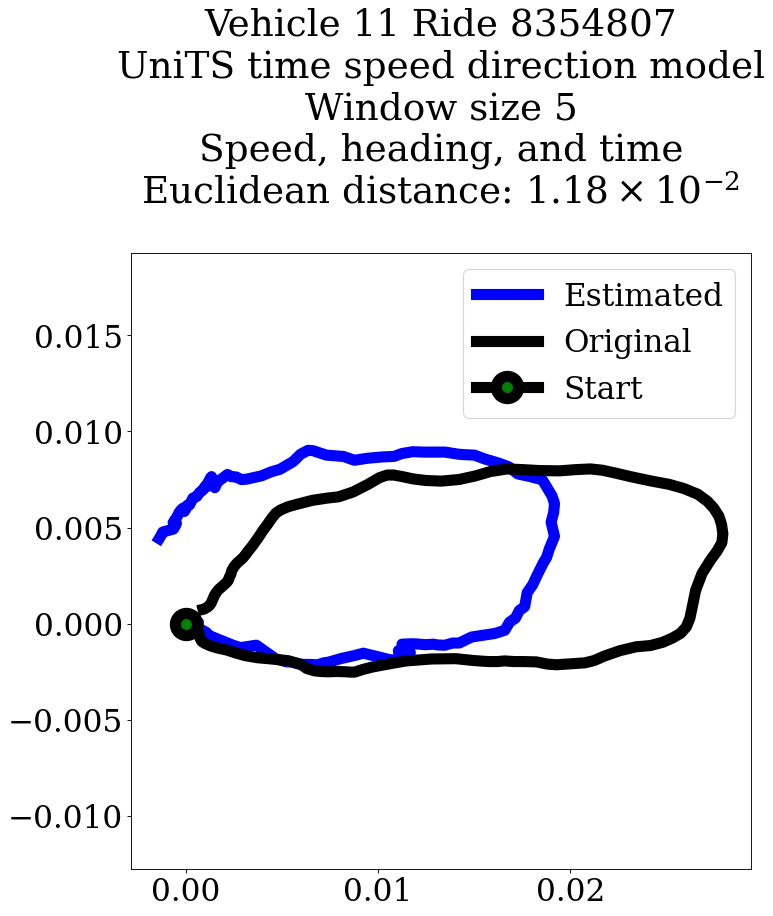 Vehicle 11 Ride 8354807
UniTS time speed direction model
Window size 5
Speed, heading, and time
Euclidean distance: 1.18 × 10⁻²
Estimated
Original
Start
0.015
0.010
0.005
0.000
−0.005
−0.010
0.00 0.01 0.02